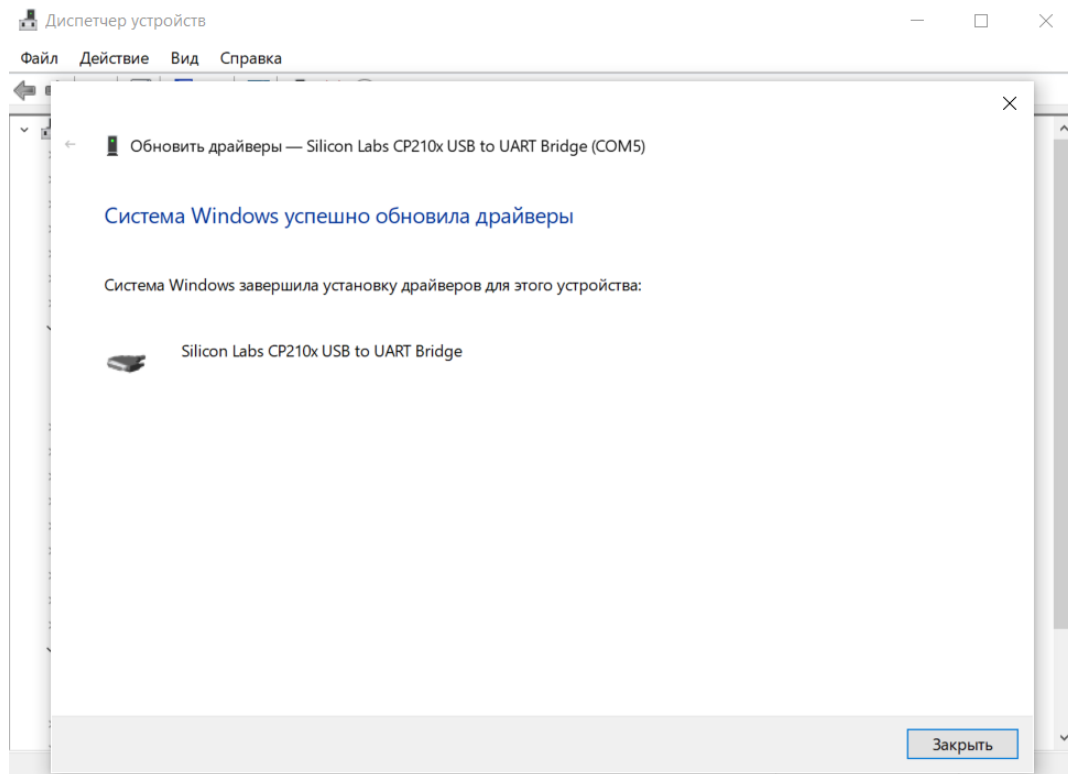 Диспетчер устройств
Файл Действие Вид Справка
Обновить драйверы — Silicon Labs CP210x USB to UART Bridge (COM5)
Система Windows успешно обновила драйверы
Система Windows завершила установку драйверов для этого устройства:
Silicon Labs CP210x USB to UART Bridge
Закрыть